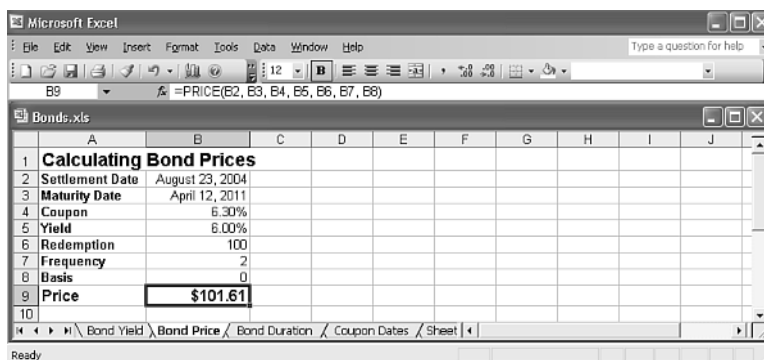 Microsoft Excel
File Edit View Insert Format Tools Data Window Help Type a question for help
12 B
B9 fx =PRICE(B2, B3, B4, B5, B6, B7, B8)
Bonds.xls
A B C D E F G H I J
1 Calculating Bond Prices
2 Settlement Date August 23, 2004
3 Maturity Date April 12, 2011
4 Coupon 6.30%
5 Yield 6.00%
6 Redemption 100
7 Frequency 2
8 Basis 0
9 Price $101.61
10
Bond Yield Bond Price Bond Duration Coupon Dates Sheet
Ready